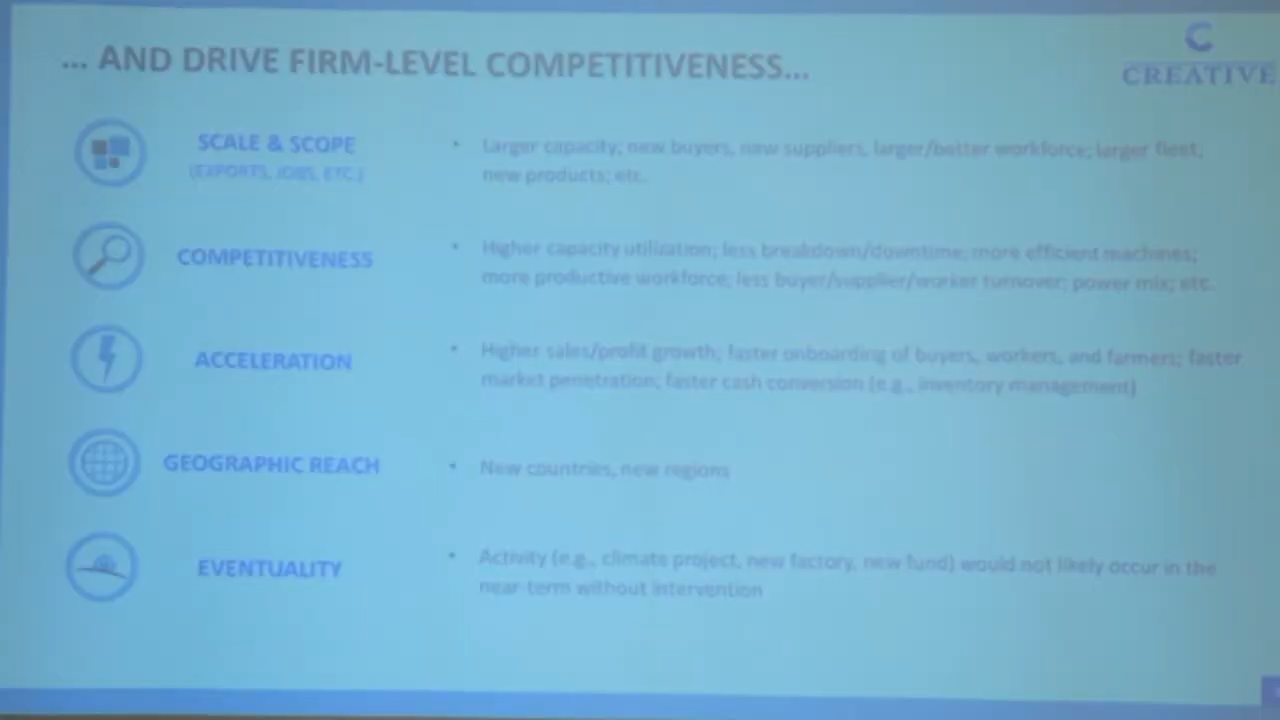 ... AND DRIVE FIRM-LEVEL COMPETITIVENESS...
C
CREATIVE
SCALE & SCOPE
(EXPORTS, JOBS, ETC.)
• Larger capacity; new buyers, new suppliers, larger/better workforce; larger fleet;
new products; etc.
COMPETITIVENESS
• Higher capacity utilization; less breakdown/downtime; more efficient machines;
more productive workforce; less buyer/supplier/worker turnover; power mix; etc.
ACCELERATION
• Higher sales/profit growth; faster onboarding of buyers, workers, and farmers; faster
market penetration; faster cash conversion (e.g., inventory management)
GEOGRAPHIC REACH
• New countries, new regions
EVENTUALITY
• Activity (e.g., climate project, new factory, new fund) would not likely occur in the
near-term without intervention